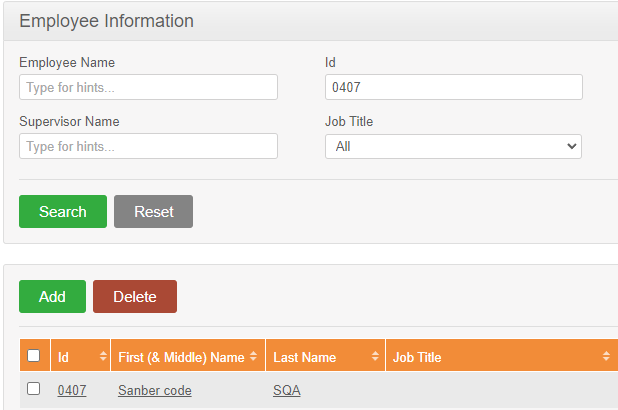 Employee Information
Employee Name Id
Type for hints... 0407
Supervisor Name Job Title
Type for hints... All
Search Reset
Add Delete
Id First (& Middle) Name Last Name Job Title
0407 Sanber code SQA